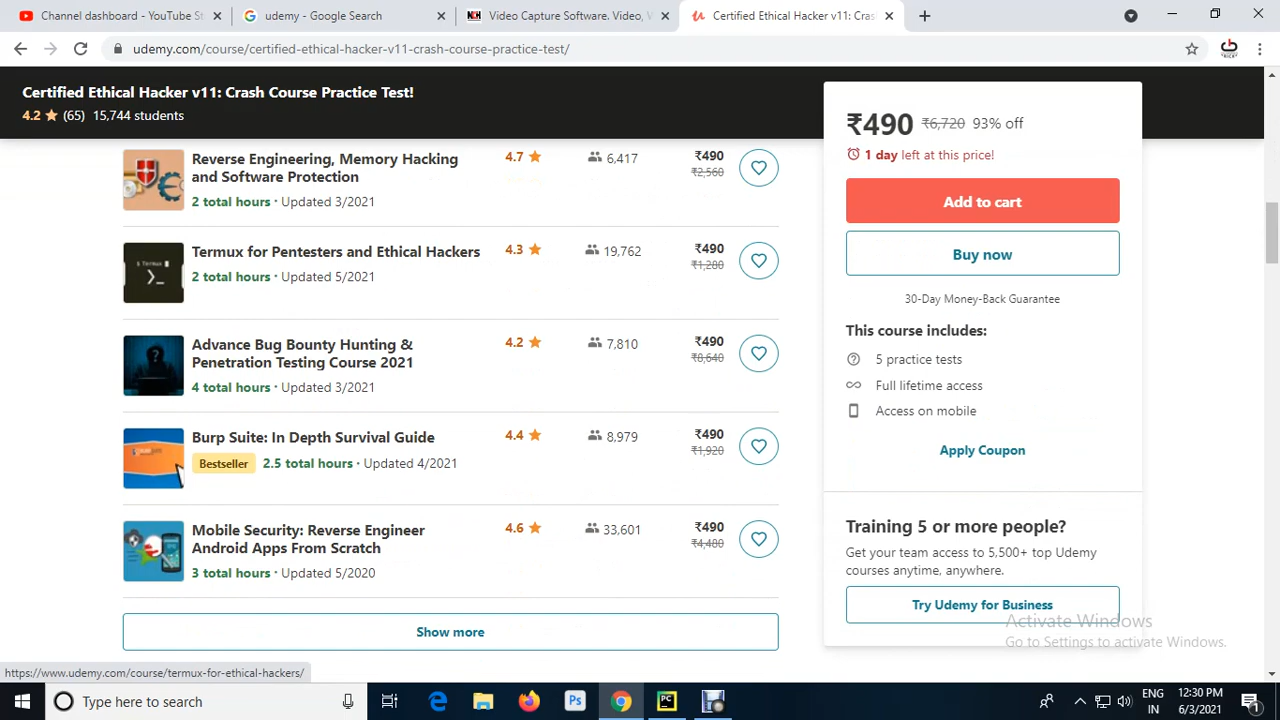 Channel dashboard - YouTube St
udemy - Google Search
NCH
Video Capture Software. Video, W
Certified Ethical Hacker v11: Cras
udemy.com/course/certified-ethical-hacker-v11-crash-course-practice-test/
Certified Ethical Hacker v11: Crash Course Practice Test!
4.2 ★ (65) 15,744 students
Reverse Engineering, Memory Hacking
and Software Protection
2 total hours · Updated 3/2021
4.7 ★
6,417
₹490
₹2,560
Termux for Pentesters and Ethical Hackers
2 total hours · Updated 5/2021
4.3 ★
19,762
₹490
₹1,280
Advance Bug Bounty Hunting &
Penetration Testing Course 2021
4 total hours · Updated 3/2021
4.2 ★
7,810
₹490
₹8,640
Burp Suite: In Depth Survival Guide
Bestseller 2.5 total hours · Updated 4/2021
4.4 ★
8,979
₹490
₹1,920
Mobile Security: Reverse Engineer
Android Apps From Scratch
3 total hours · Updated 5/2020
4.6 ★
33,601
₹490
₹4,480
Show more
₹490 ₹6,720 93% off
1 day left at this price!
Add to cart
Buy now
30-Day Money-Back Guarantee
This course includes:
5 practice tests
Full lifetime access
Access on mobile
Apply Coupon
Training 5 or more people?
Get your team access to 5,500+ top Udemy
courses anytime, anywhere.
Try Udemy for Business
Activate Windows
Go to Settings to activate Windows.
https://www.udemy.com/course/termux-for-ethical-hackers/
Type here to search
Ps
PC
ENG
IN
12:30 PM
6/3/2021
1